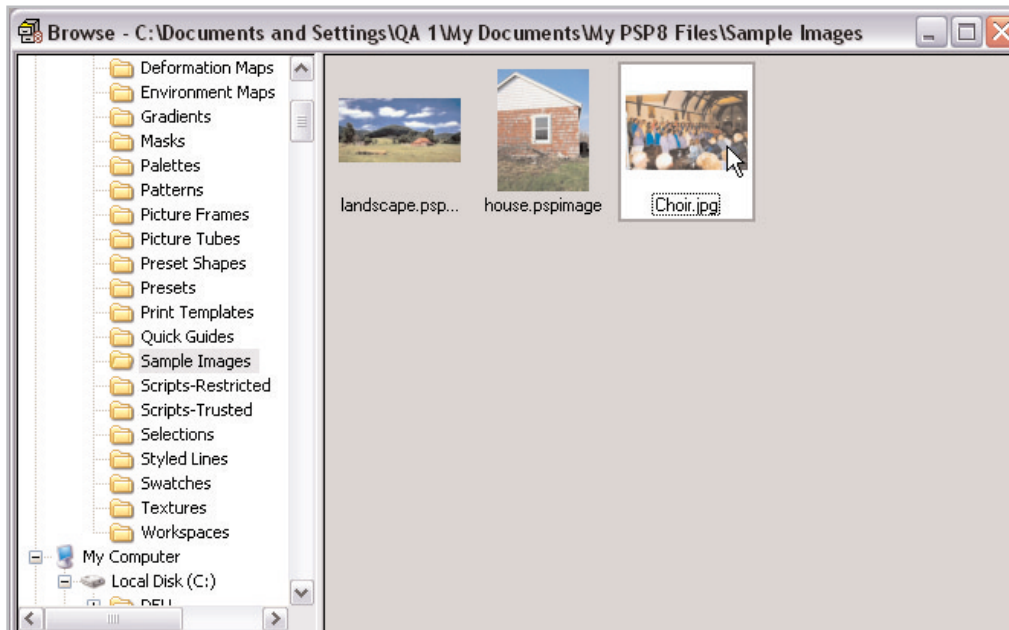 Browse - C:\Documents and Settings\QA 1\My Documents\My PSP8 Files\Sample Images
Deformation Maps
Environment Maps
Gradients
Masks
Palettes
Patterns
Picture Frames
Picture Tubes
Preset Shapes
Presets
Print Templates
Quick Guides
Sample Images
Scripts-Restricted
Scripts-Trusted
Selections
Styled Lines
Swatches
Textures
Workspaces
My Computer
Local Disk (C:)
landscape.psp... house.pspimage Choir.jpg